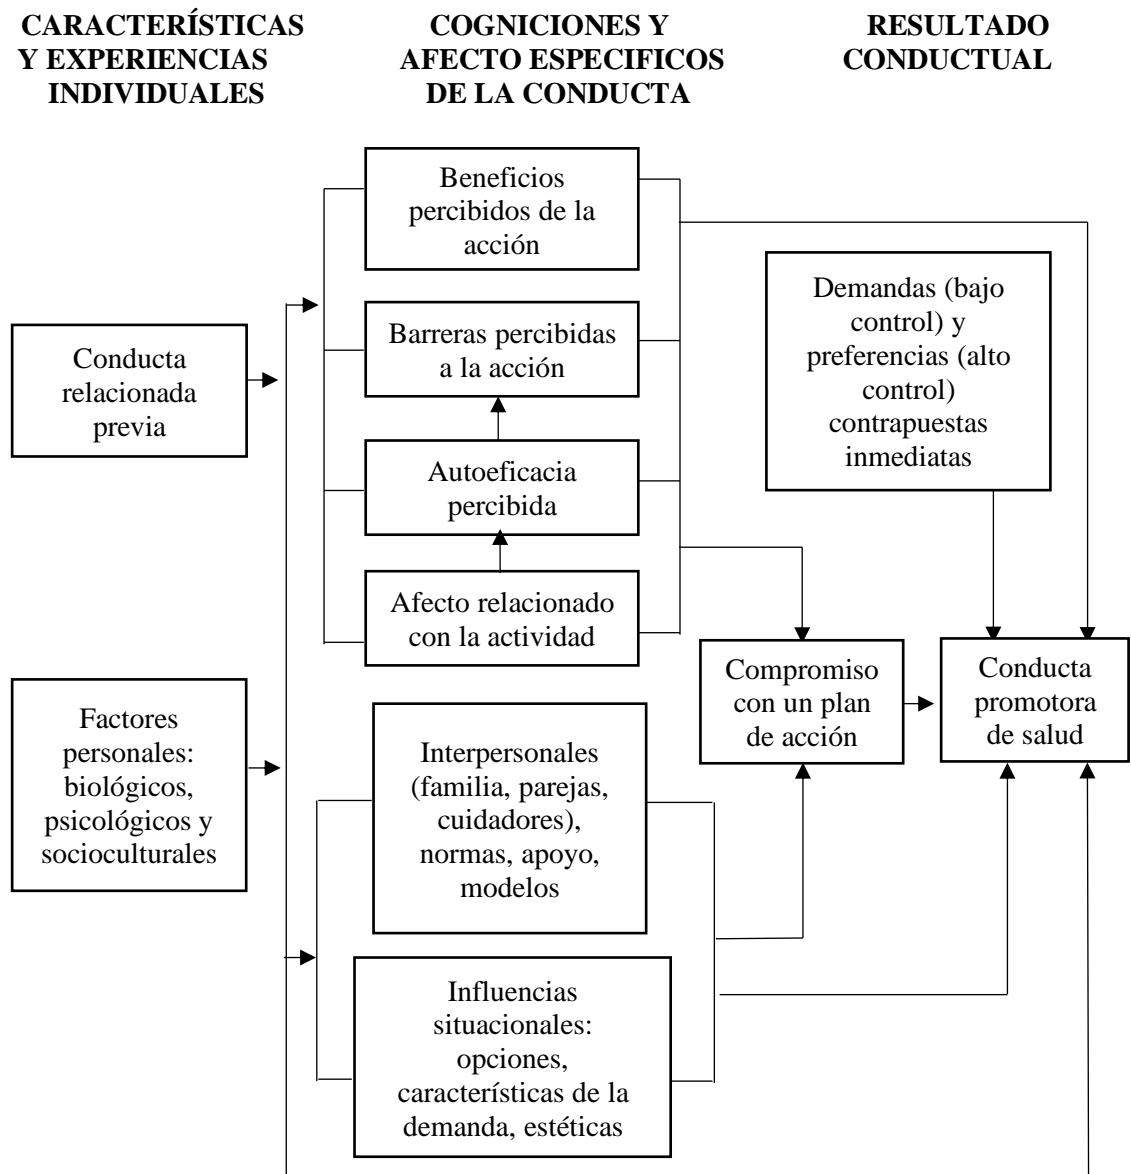 CARACTERÍSTICAS
Y EXPERIENCIAS
INDIVIDUALES
COGNICIONES Y
AFECTO ESPECIFICOS
DE LA CONDUCTA
RESULTADO
CONDUCTUAL
Beneficios
percibidos de la
acción
Demandas (bajo
control) y
preferencias (alto
control)
contrapuestas
inmediatas
Barreras percibidas
a la acción
Conducta
relacionada
previa
Autoeficacia
percibida
Afecto relacionado
con la actividad
Compromiso
con un plan
de acción
Conducta
promotora
de salud
Factores
personales:
biológicos,
psicológicos y
socioculturales
Interpersonales
(familia, parejas,
cuidadores),
normas, apoyo,
modelos
Influencias
situacionales:
opciones,
características de la
demanda, estéticas